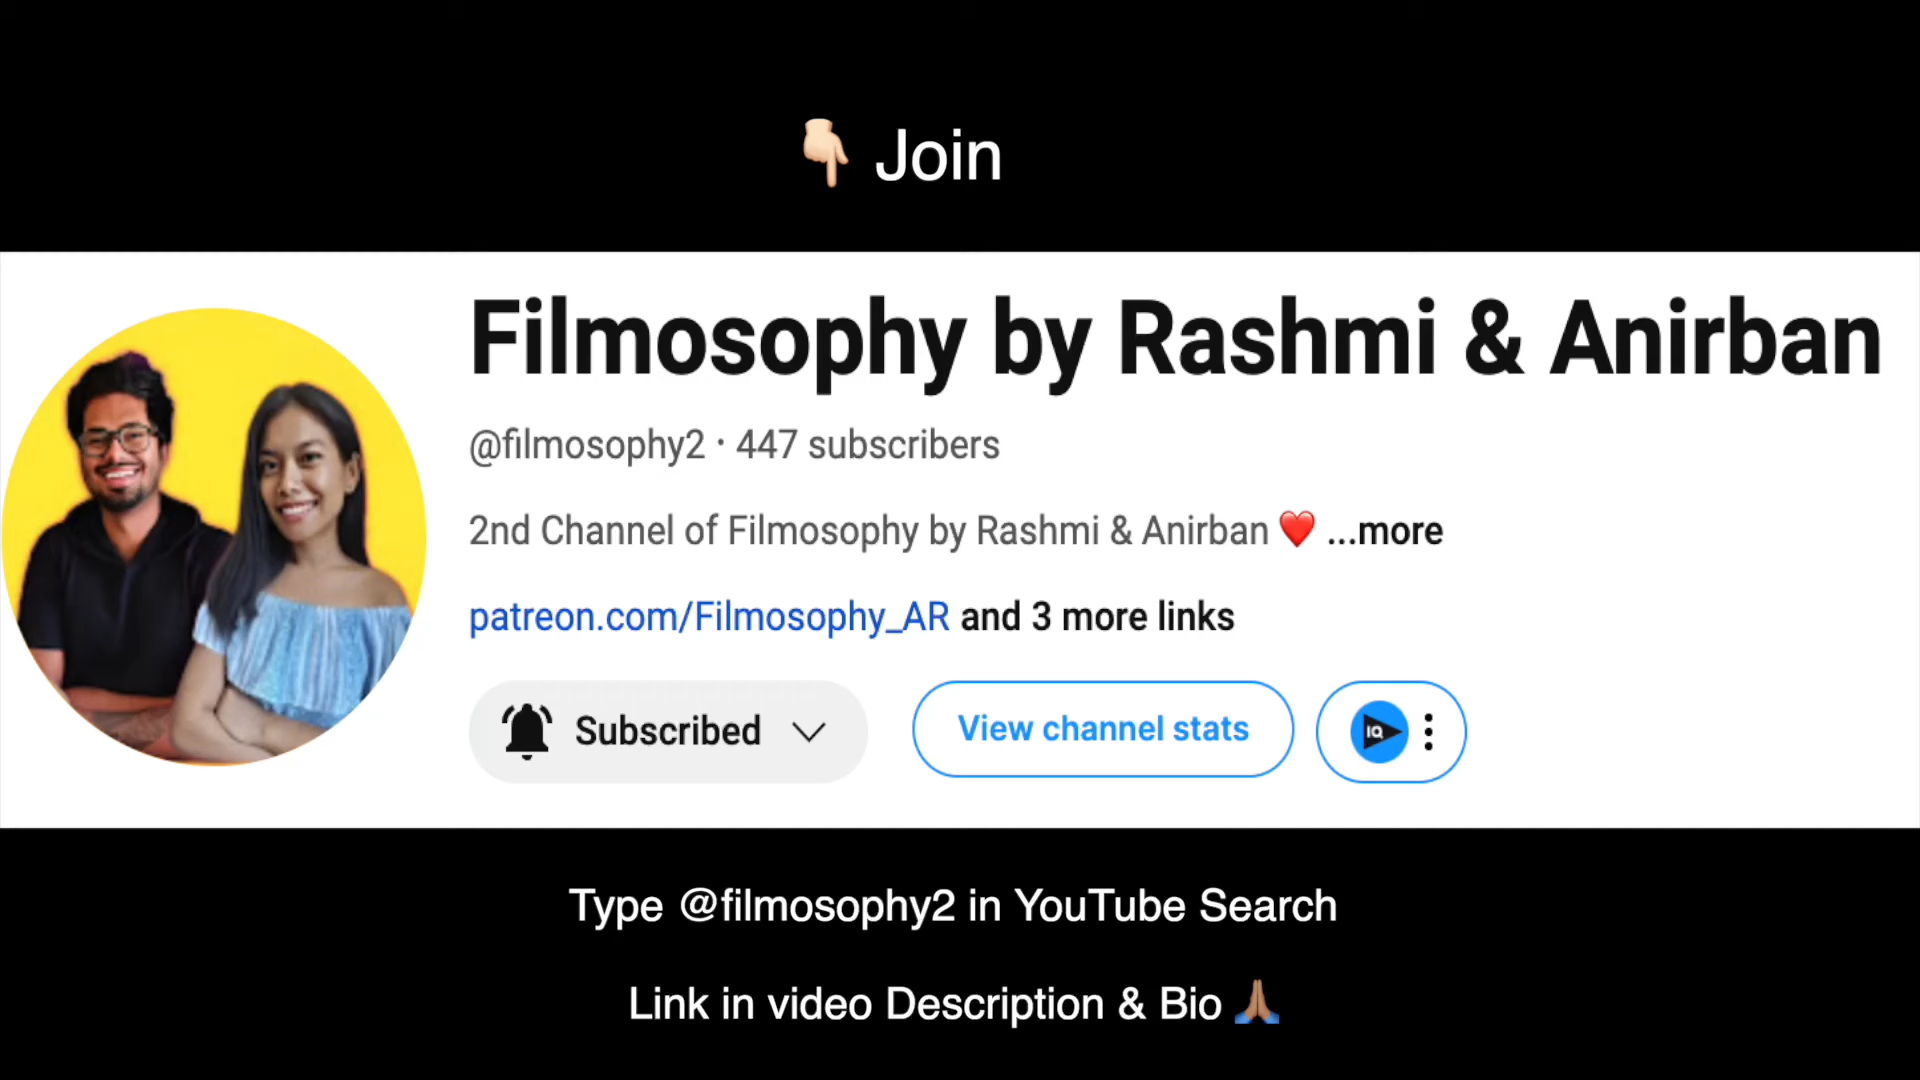 👇🏻 Join
Filmosophy by Rashmi & Anirban
@filmosophy2 · 447 subscribers
2nd Channel of Filmosophy by Rashmi & Anirban ❤️ ...more
patreon.com/Filmosophy_AR and 3 more links
Subscribed
View channel stats
IQ
Type @filmosophy2 in YouTube Search
Link in video Description & Bio 🙏🏽